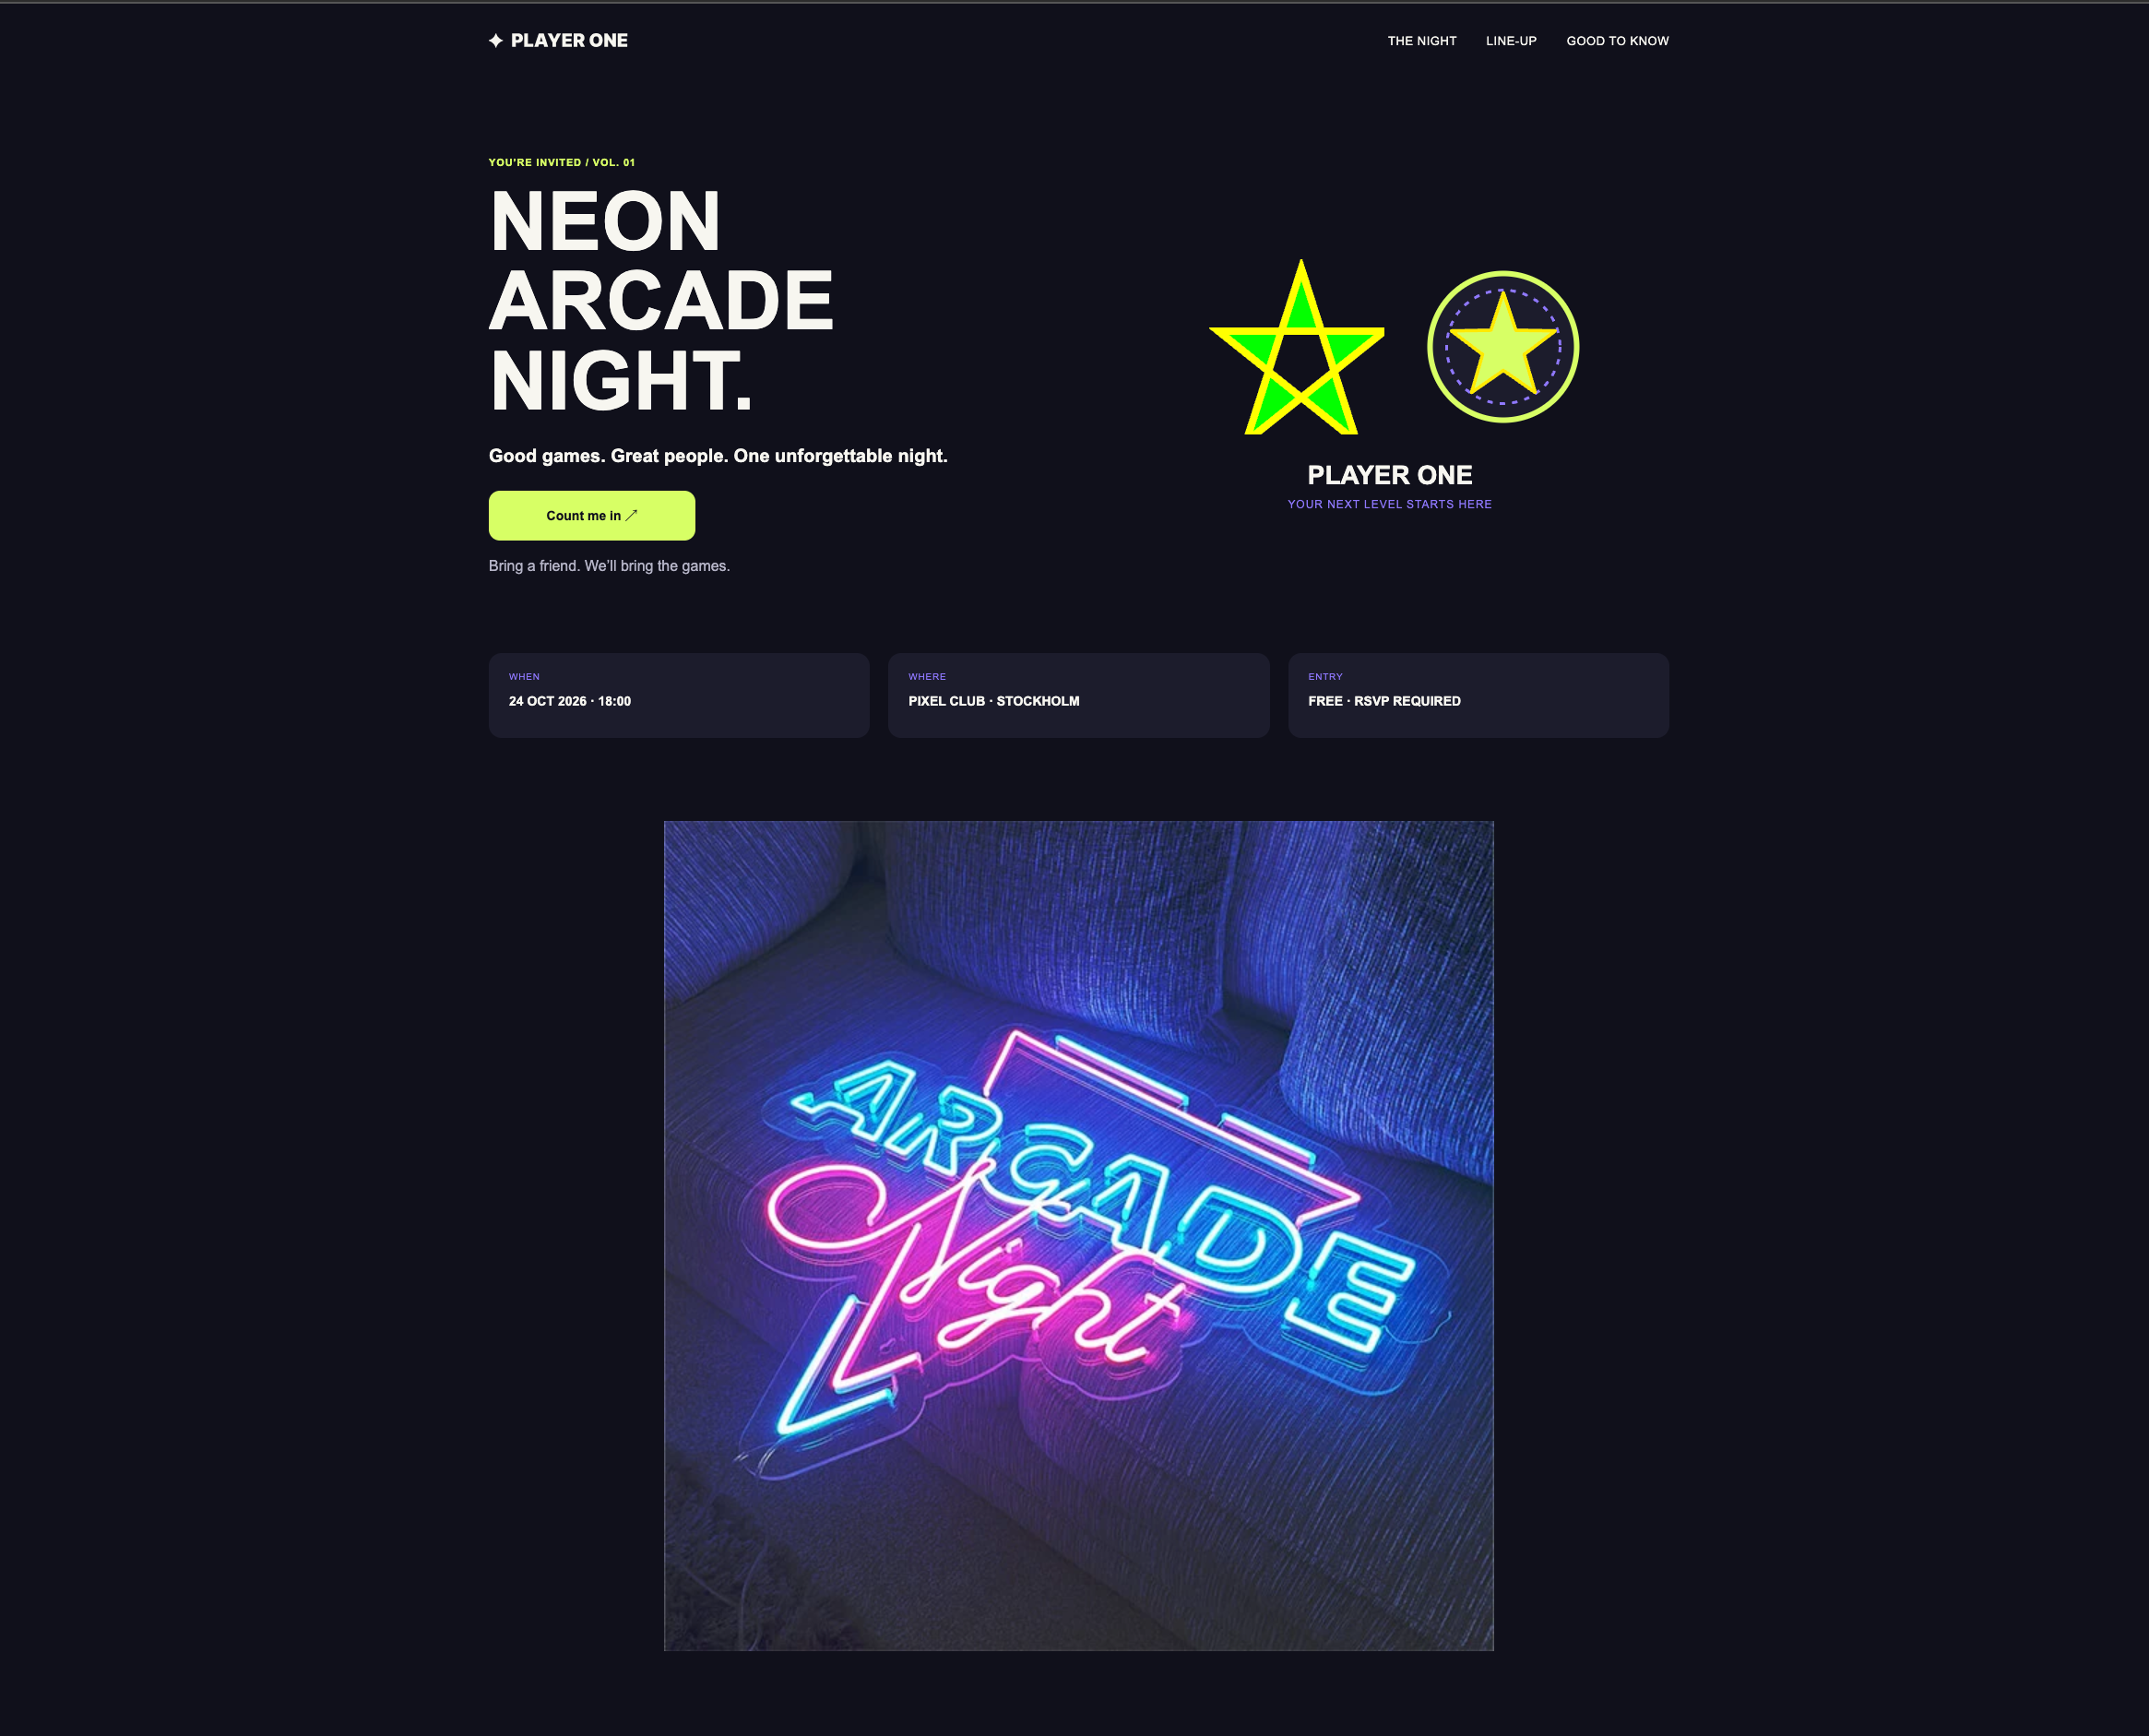 PLAYER ONE
THE NIGHT
LINE-UP
GOOD TO KNOW
YOU'RE INVITED / VOL. 01
NEON
ARCADE
NIGHT.
Good games. Great people. One unforgettable night.
Count me in ↗
Bring a friend. We'll bring the games.
PLAYER ONE
YOUR NEXT LEVEL STARTS HERE
WHEN
24 OCT 2026 · 18:00
WHERE
PIXEL CLUB · STOCKHOLM
ENTRY
FREE · RSVP REQUIRED
ARCADE
Night